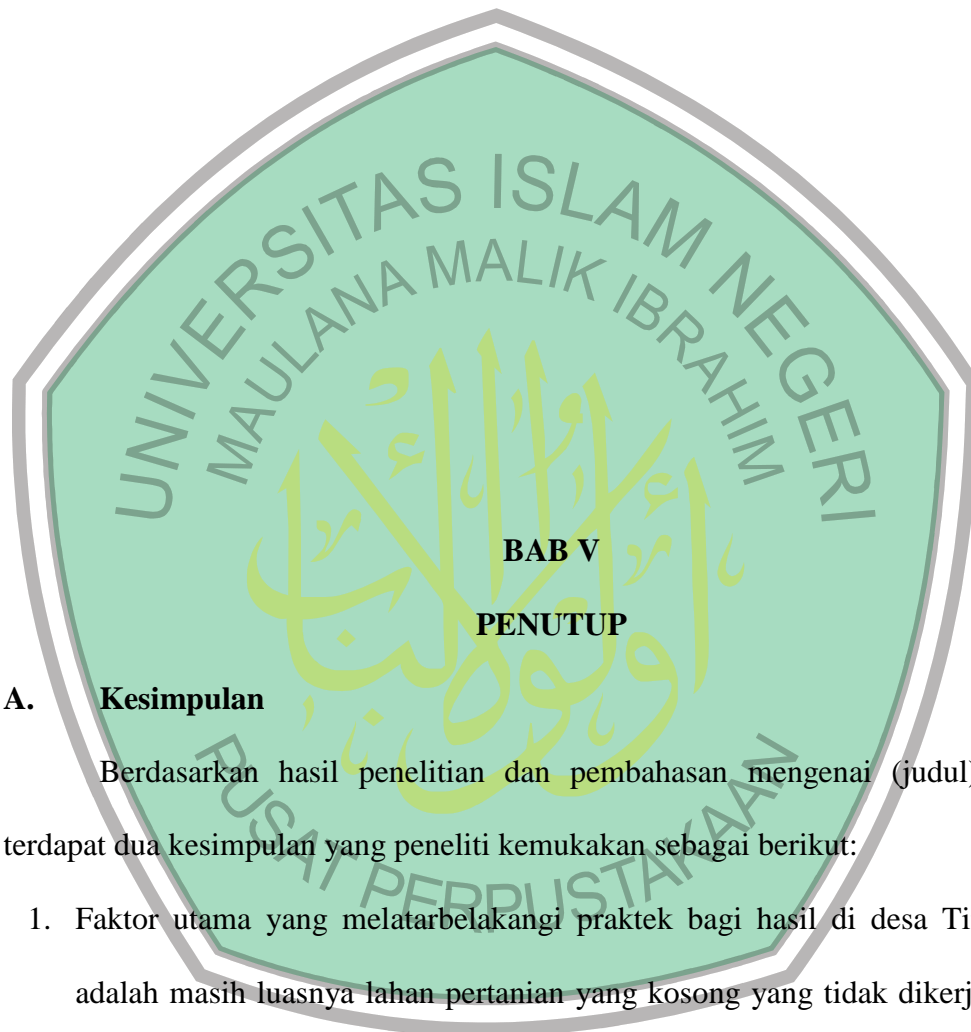 UNIVERSITAS ISLAM NEGERI
MAULANA MALIK IBRAHIM
BAB V
PENUTUP
A. Kesimpulan
Berdasarkan hasil penelitian dan pembahasan mengenai (judul)
terdapat dua kesimpulan yang peneliti kemukakan sebagai berikut:
PUSAT PERPUSTAKAAN
1. Faktor utama yang melatarbelakangi praktek bagi hasil di desa Ti
adalah masih luasnya lahan pertanian yang kosong yang tidak dikerj